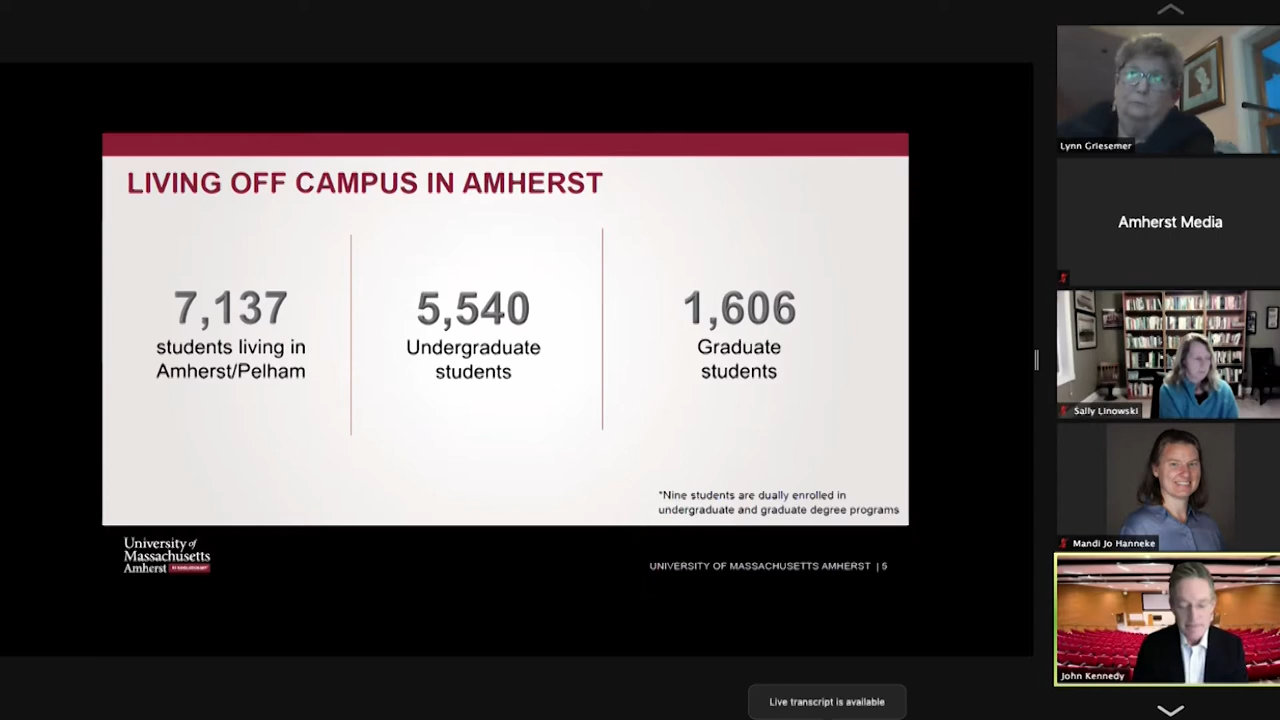 LIVING OFF CAMPUS IN AMHERST
7,137
students living in
Amherst/Pelham
5,540
Undergraduate
students
1,606
Graduate
students
*Nine students are dually enrolled in
undergraduate and graduate degree programs
University of
Massachusetts
Amherst
UNIVERSITY OF MASSACHUSETTS AMHERST | 5
Lynn Griesemer
Amherst Media
Sally Linowski
Mandi Jo Hanneke
John Kennedy
Live transcript is available